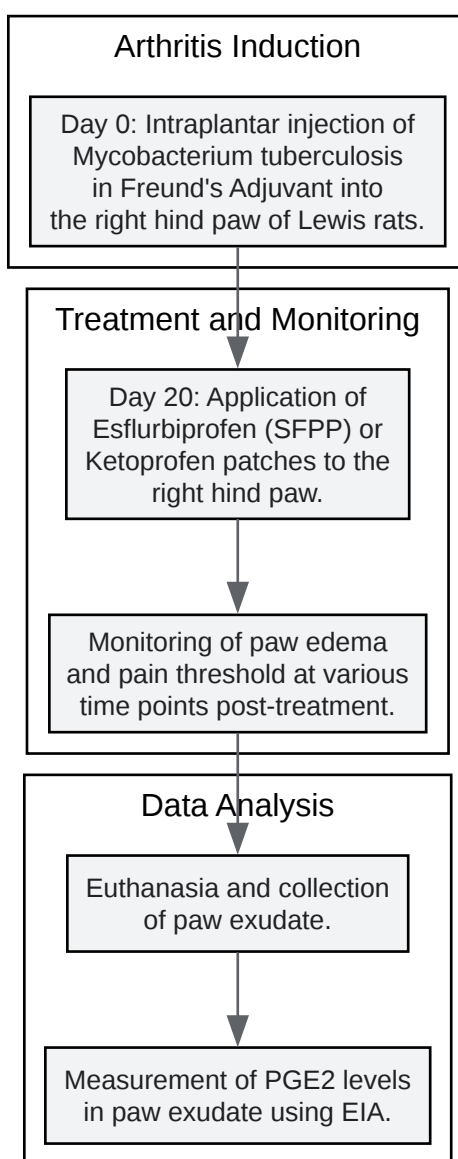 Arthritis Induction
Day 0: Intraplantar injection of
Mycobacterium tuberculosis
in Freund's Adjuvant into
the right hind paw of Lewis rats.
Treatment and Monitoring
Day 20: Application of
Esflurbiprofen (SFPP) or
Ketoprofen patches to the
right hind paw.
Monitoring of paw edema
and pain threshold at various
time points post-treatment.
Data Analysis
Euthanasia and collection
of paw exudate.
Measurement of PGE2 levels
in paw exudate using EIA.